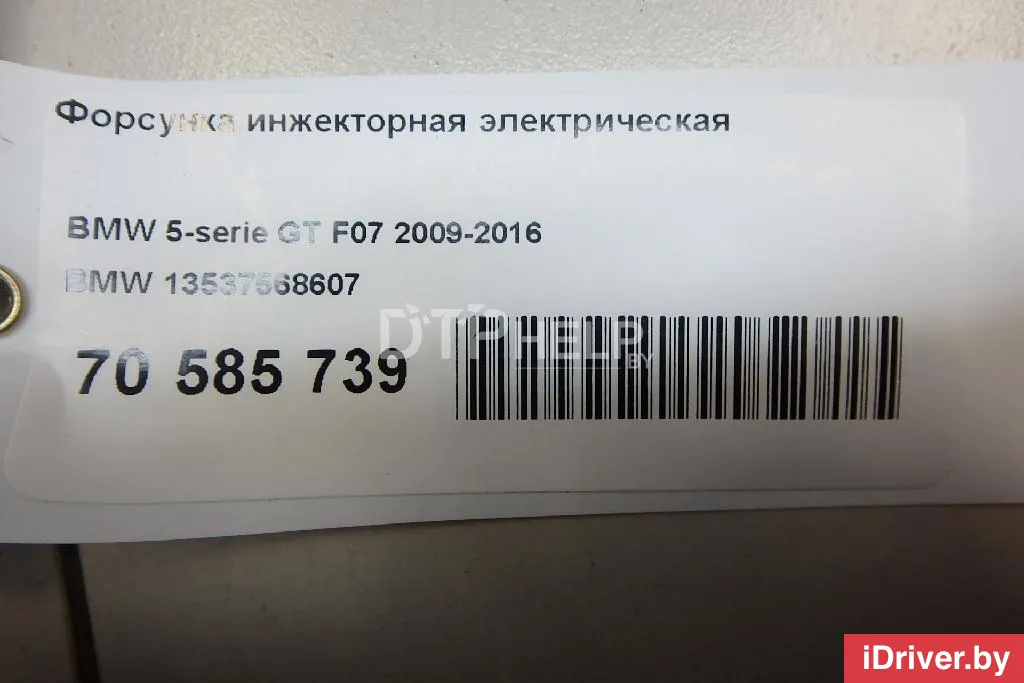 Форсунка инжекторная электрическая
BMW 5-serie GT F07 2009-2016
BMW 13537568607
DTPHELP.BY
70 585 739
iDriver.by